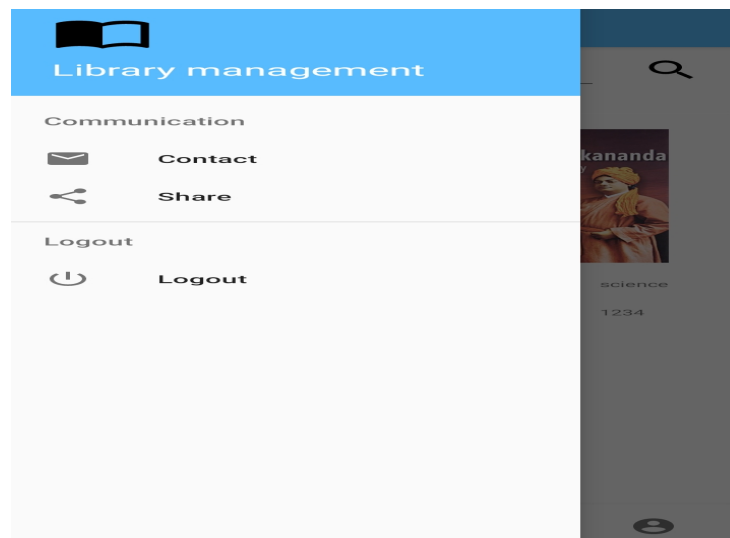 Library management
Communication
Contact
Share
Logout
Logout
kananda
science
1234